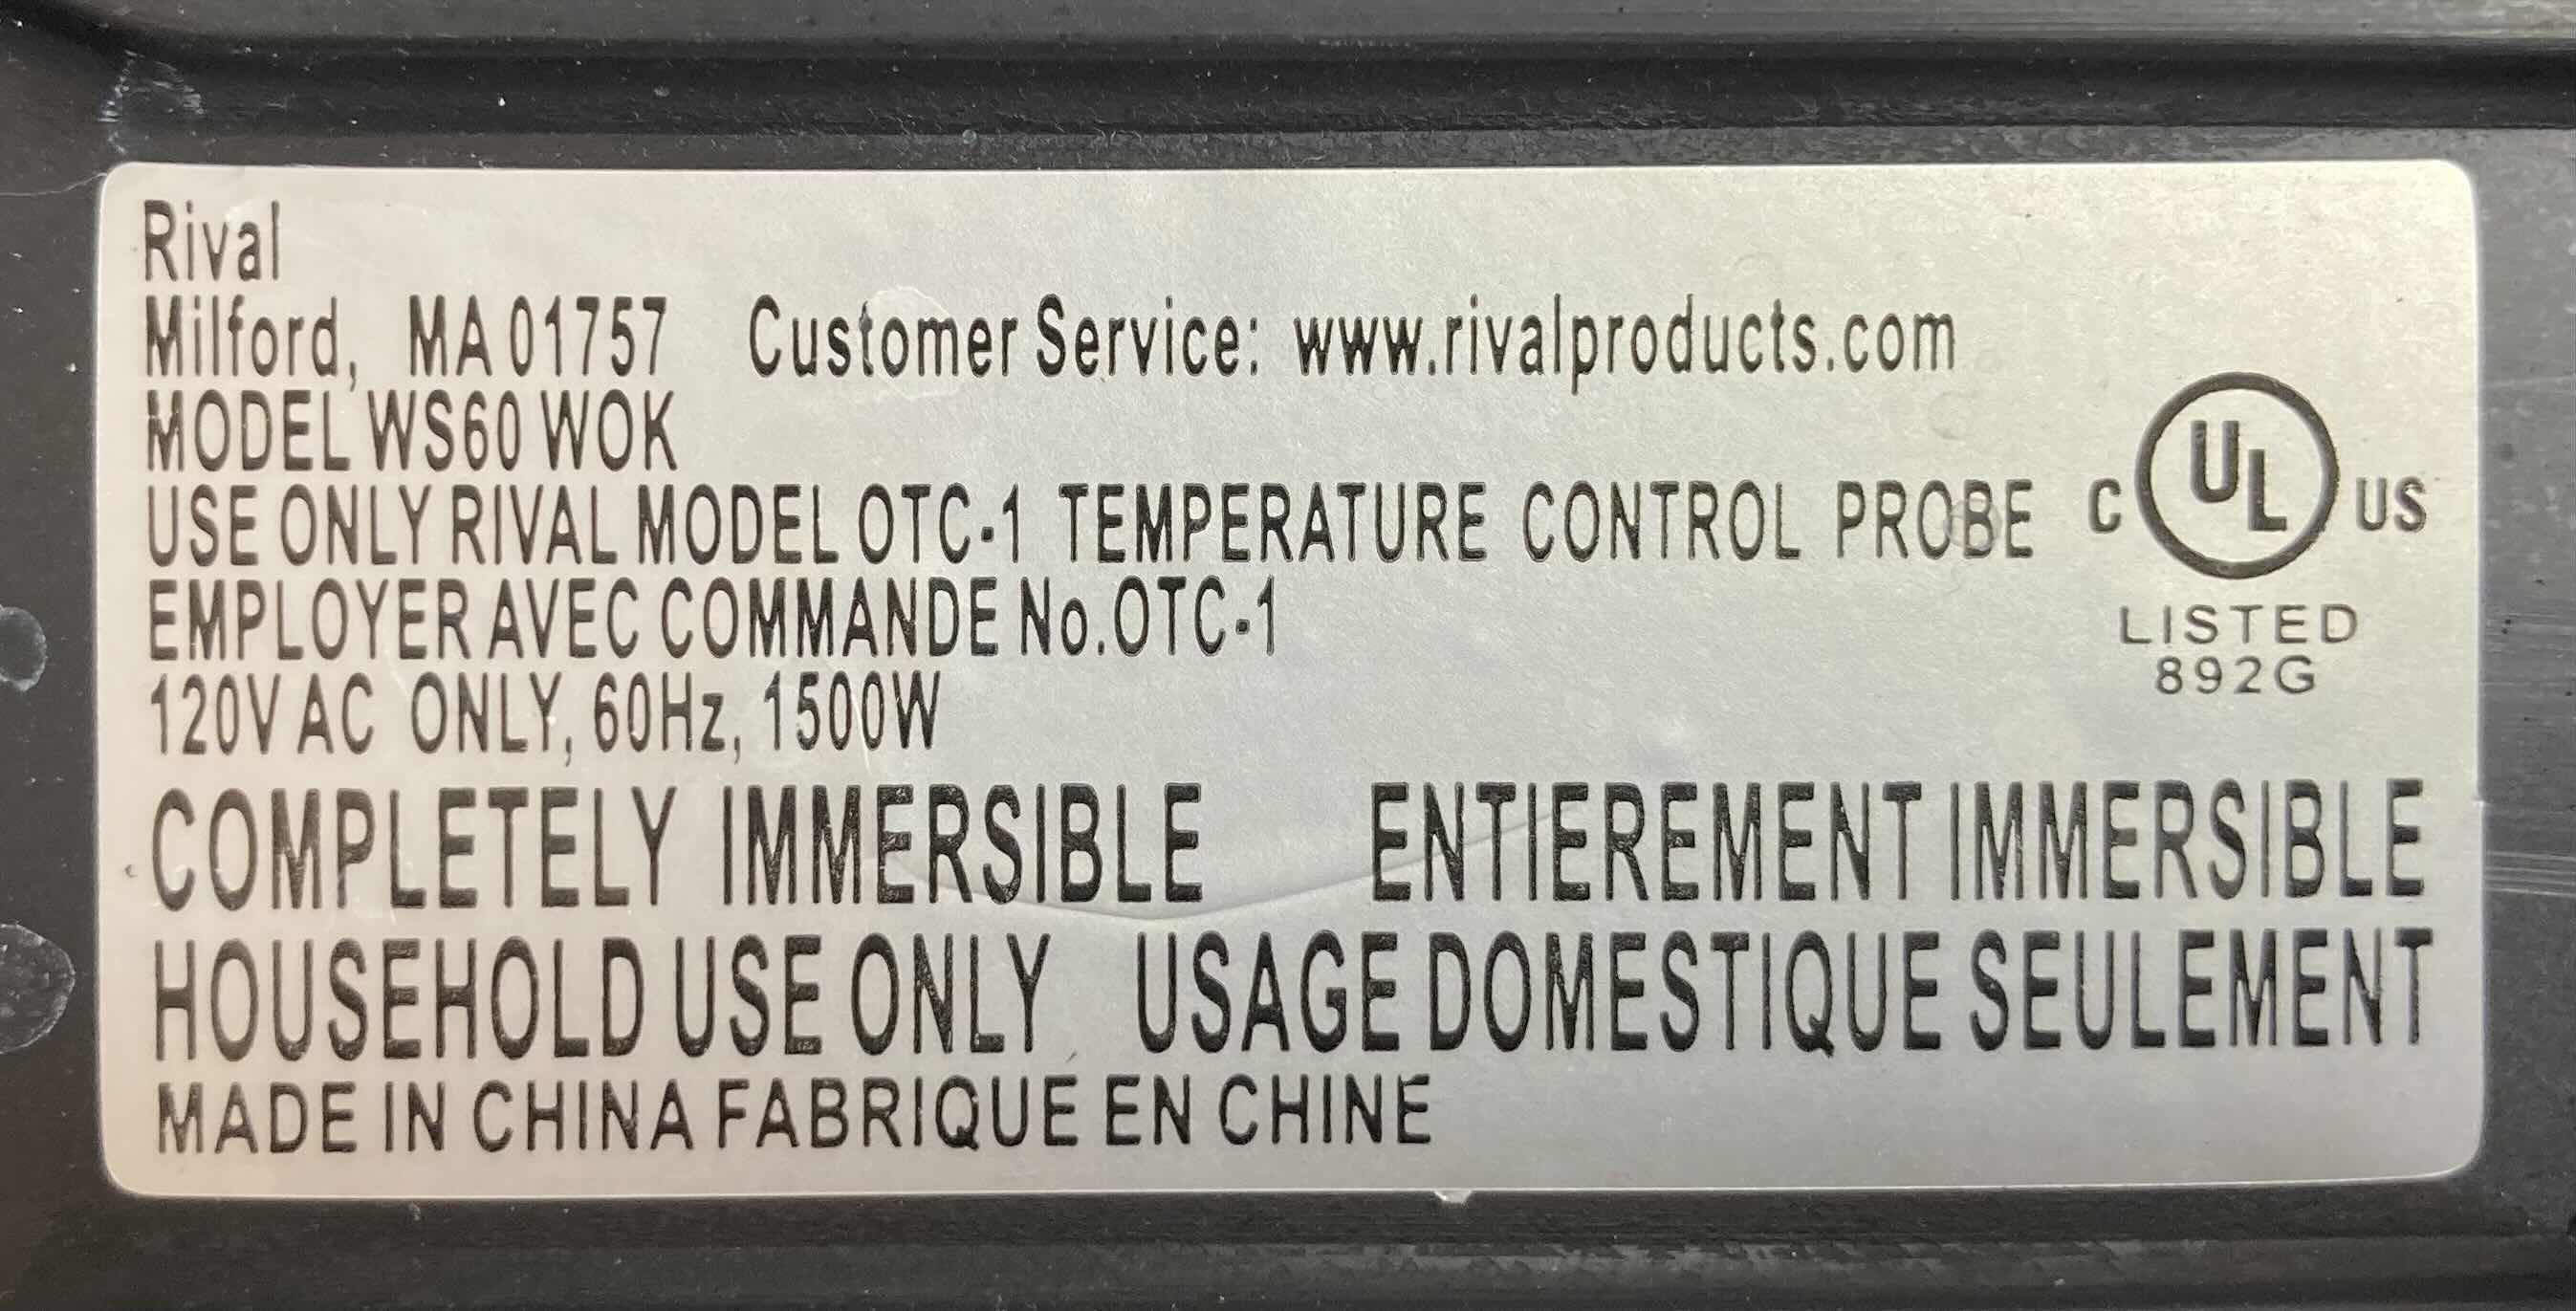 Rival
Milford, MA 01757 Customer Service: www.rivalproducts.com
MODEL WS60 WOK
USE ONLY RIVAL MODEL OTC-1 TEMPERATURE CONTROL PROBE
EMPLOYER AVEC COMMANDE No.OTC-1
120V AC ONLY, 60Hz, 1500W
C UL US
LISTED
892G
COMPLETELY IMMERSIBLE ENTIEREMENT IMMERSIBLE
HOUSEHOLD USE ONLY USAGE DOMESTIQUE SEULEMENT
MADE IN CHINA FABRIQUE EN CHINE